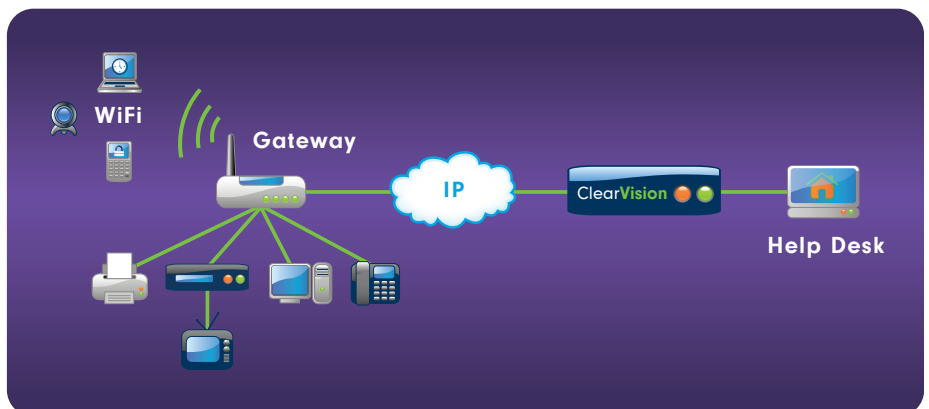 WiFi
Gateway
IP
ClearVision
Help Desk